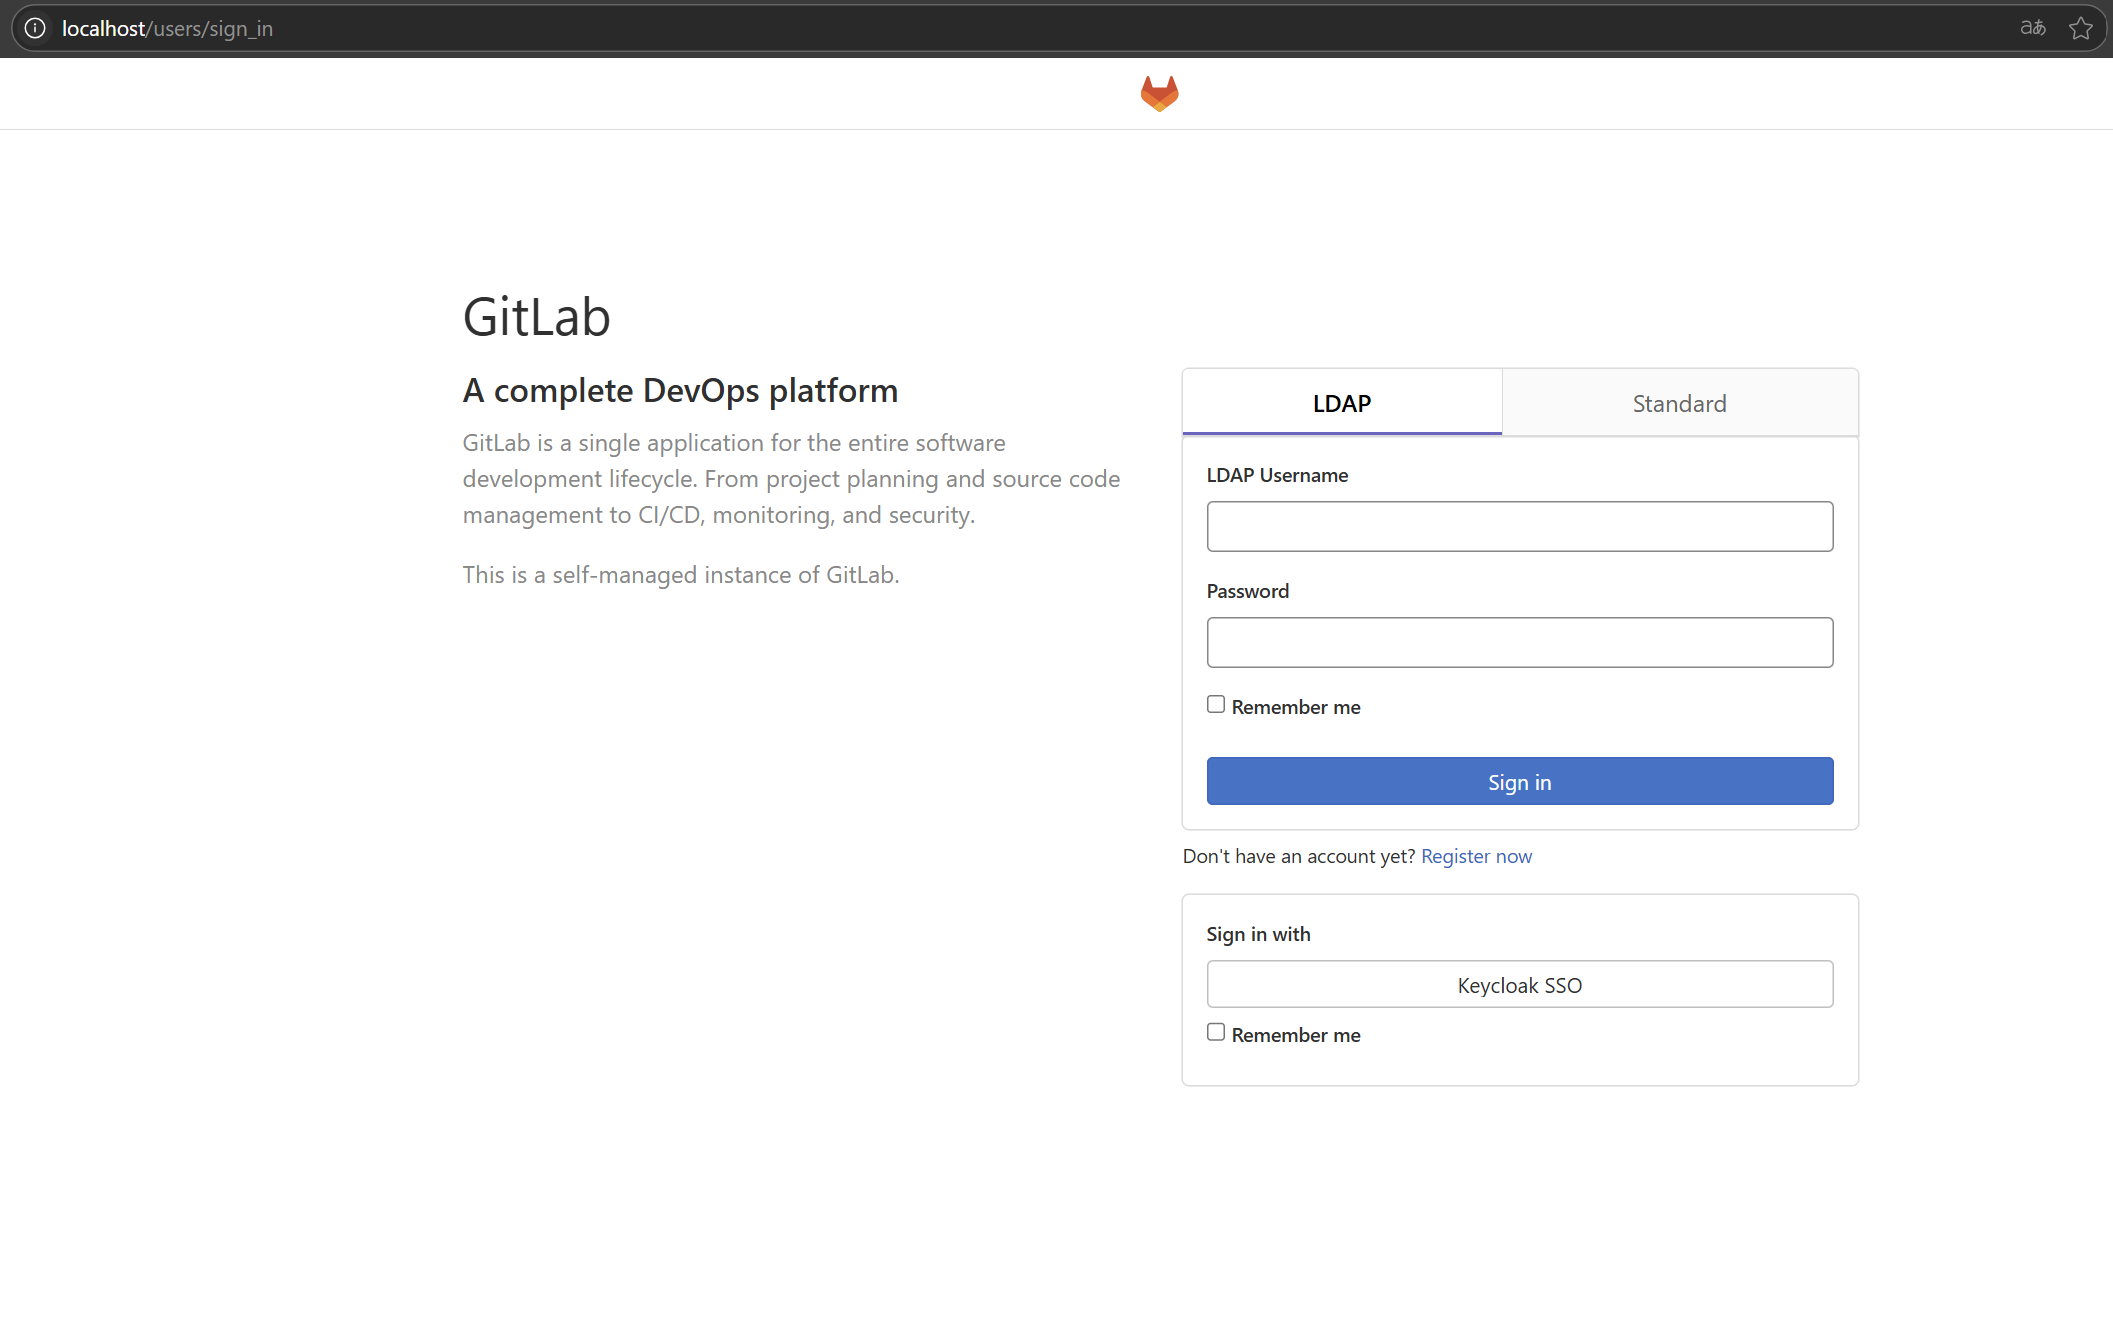 localhost/users/sign_in
aあ
GitLab
A complete DevOps platform
GitLab is a single application for the entire software
development lifecycle. From project planning and source code
management to CI/CD, monitoring, and security.
This is a self-managed instance of GitLab.
LDAP
Standard
LDAP Username
Password
Remember me
Sign in
Don't have an account yet? Register now
Sign in with
Keycloak SSO
Remember me